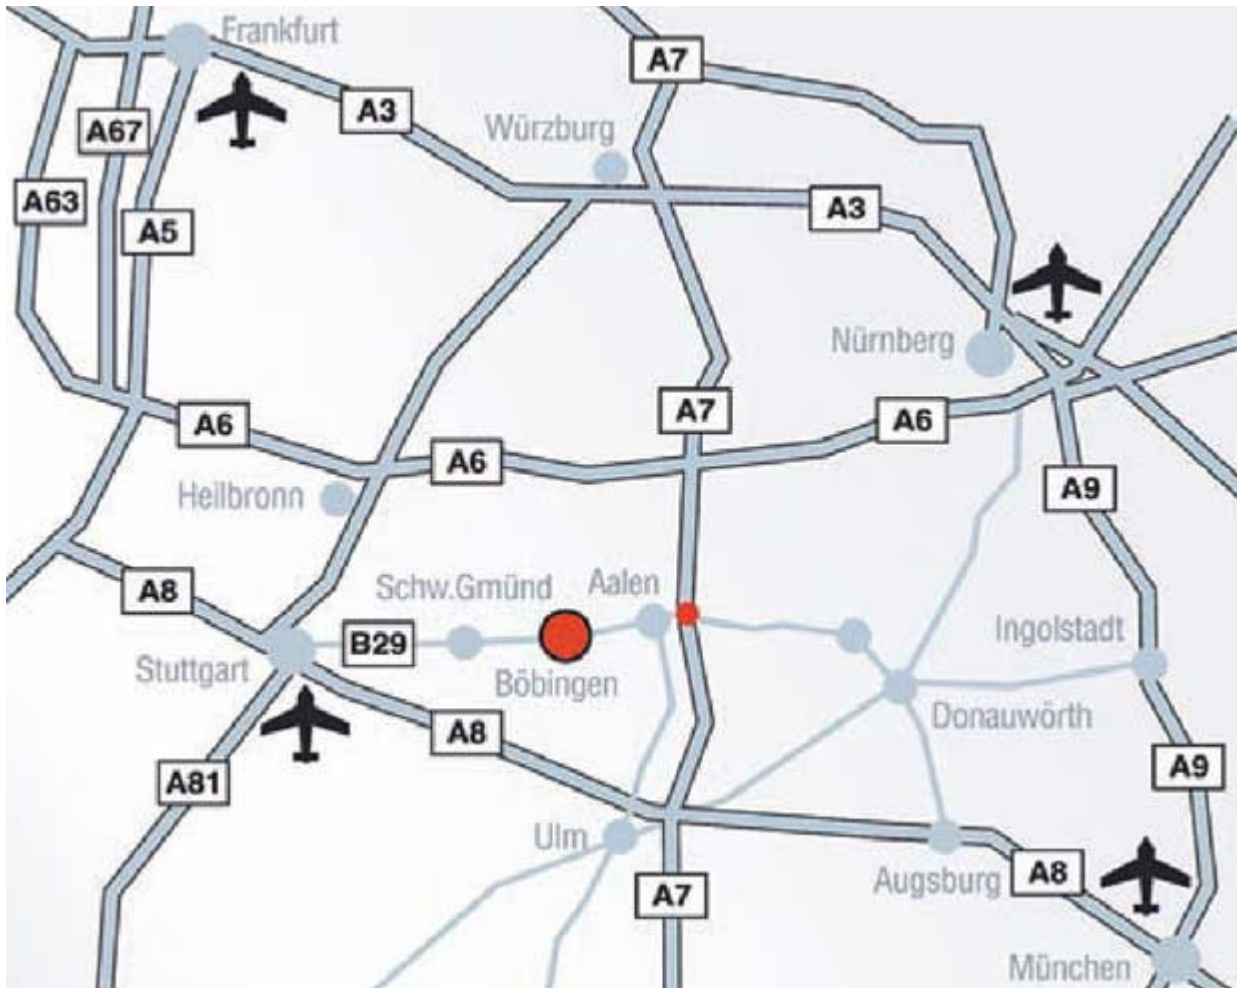 Frankfurt
A7
A3
A67
Würzburg
A63
A3
A5
Nürnberg
A7
A6
A6
A6
Heilbronn
A9
A8
Schw.Gmünd
Aalen
B29
Ingolstadt
Stuttgart
Böbingen
Donauwörth
A8
A9
A81
Ulm
Augsburg
A8
A7
München